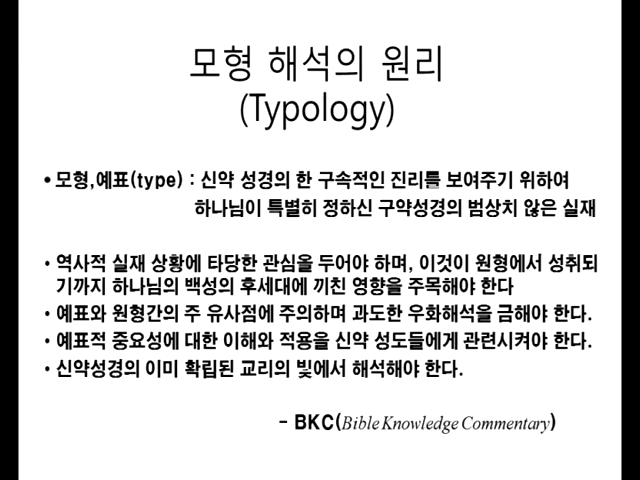 모형 해석의 원리
(Typology)
• 모형,예표(type) : 신약 성경의 한 구속적인 진리를 보여주기 위하여
하나님이 특별히 정하신 구약성경의 범상치 않은 실재
• 역사적 실재 상황에 타당한 관심을 두어야 하며, 이것이 원형에서 성취되
기까지 하나님의 백성의 후세대에 끼친 영향을 주목해야 한다
• 예표와 원형간의 주 유사점에 주의하며 과도한 우화해석을 금해야 한다.
• 예표적 중요성에 대한 이해와 적용을 신약 성도들에게 관련시켜야 한다.
• 신약성경의 이미 확립된 교리의 빛에서 해석해야 한다.
- BKC(Bible Knowledge Commentary)